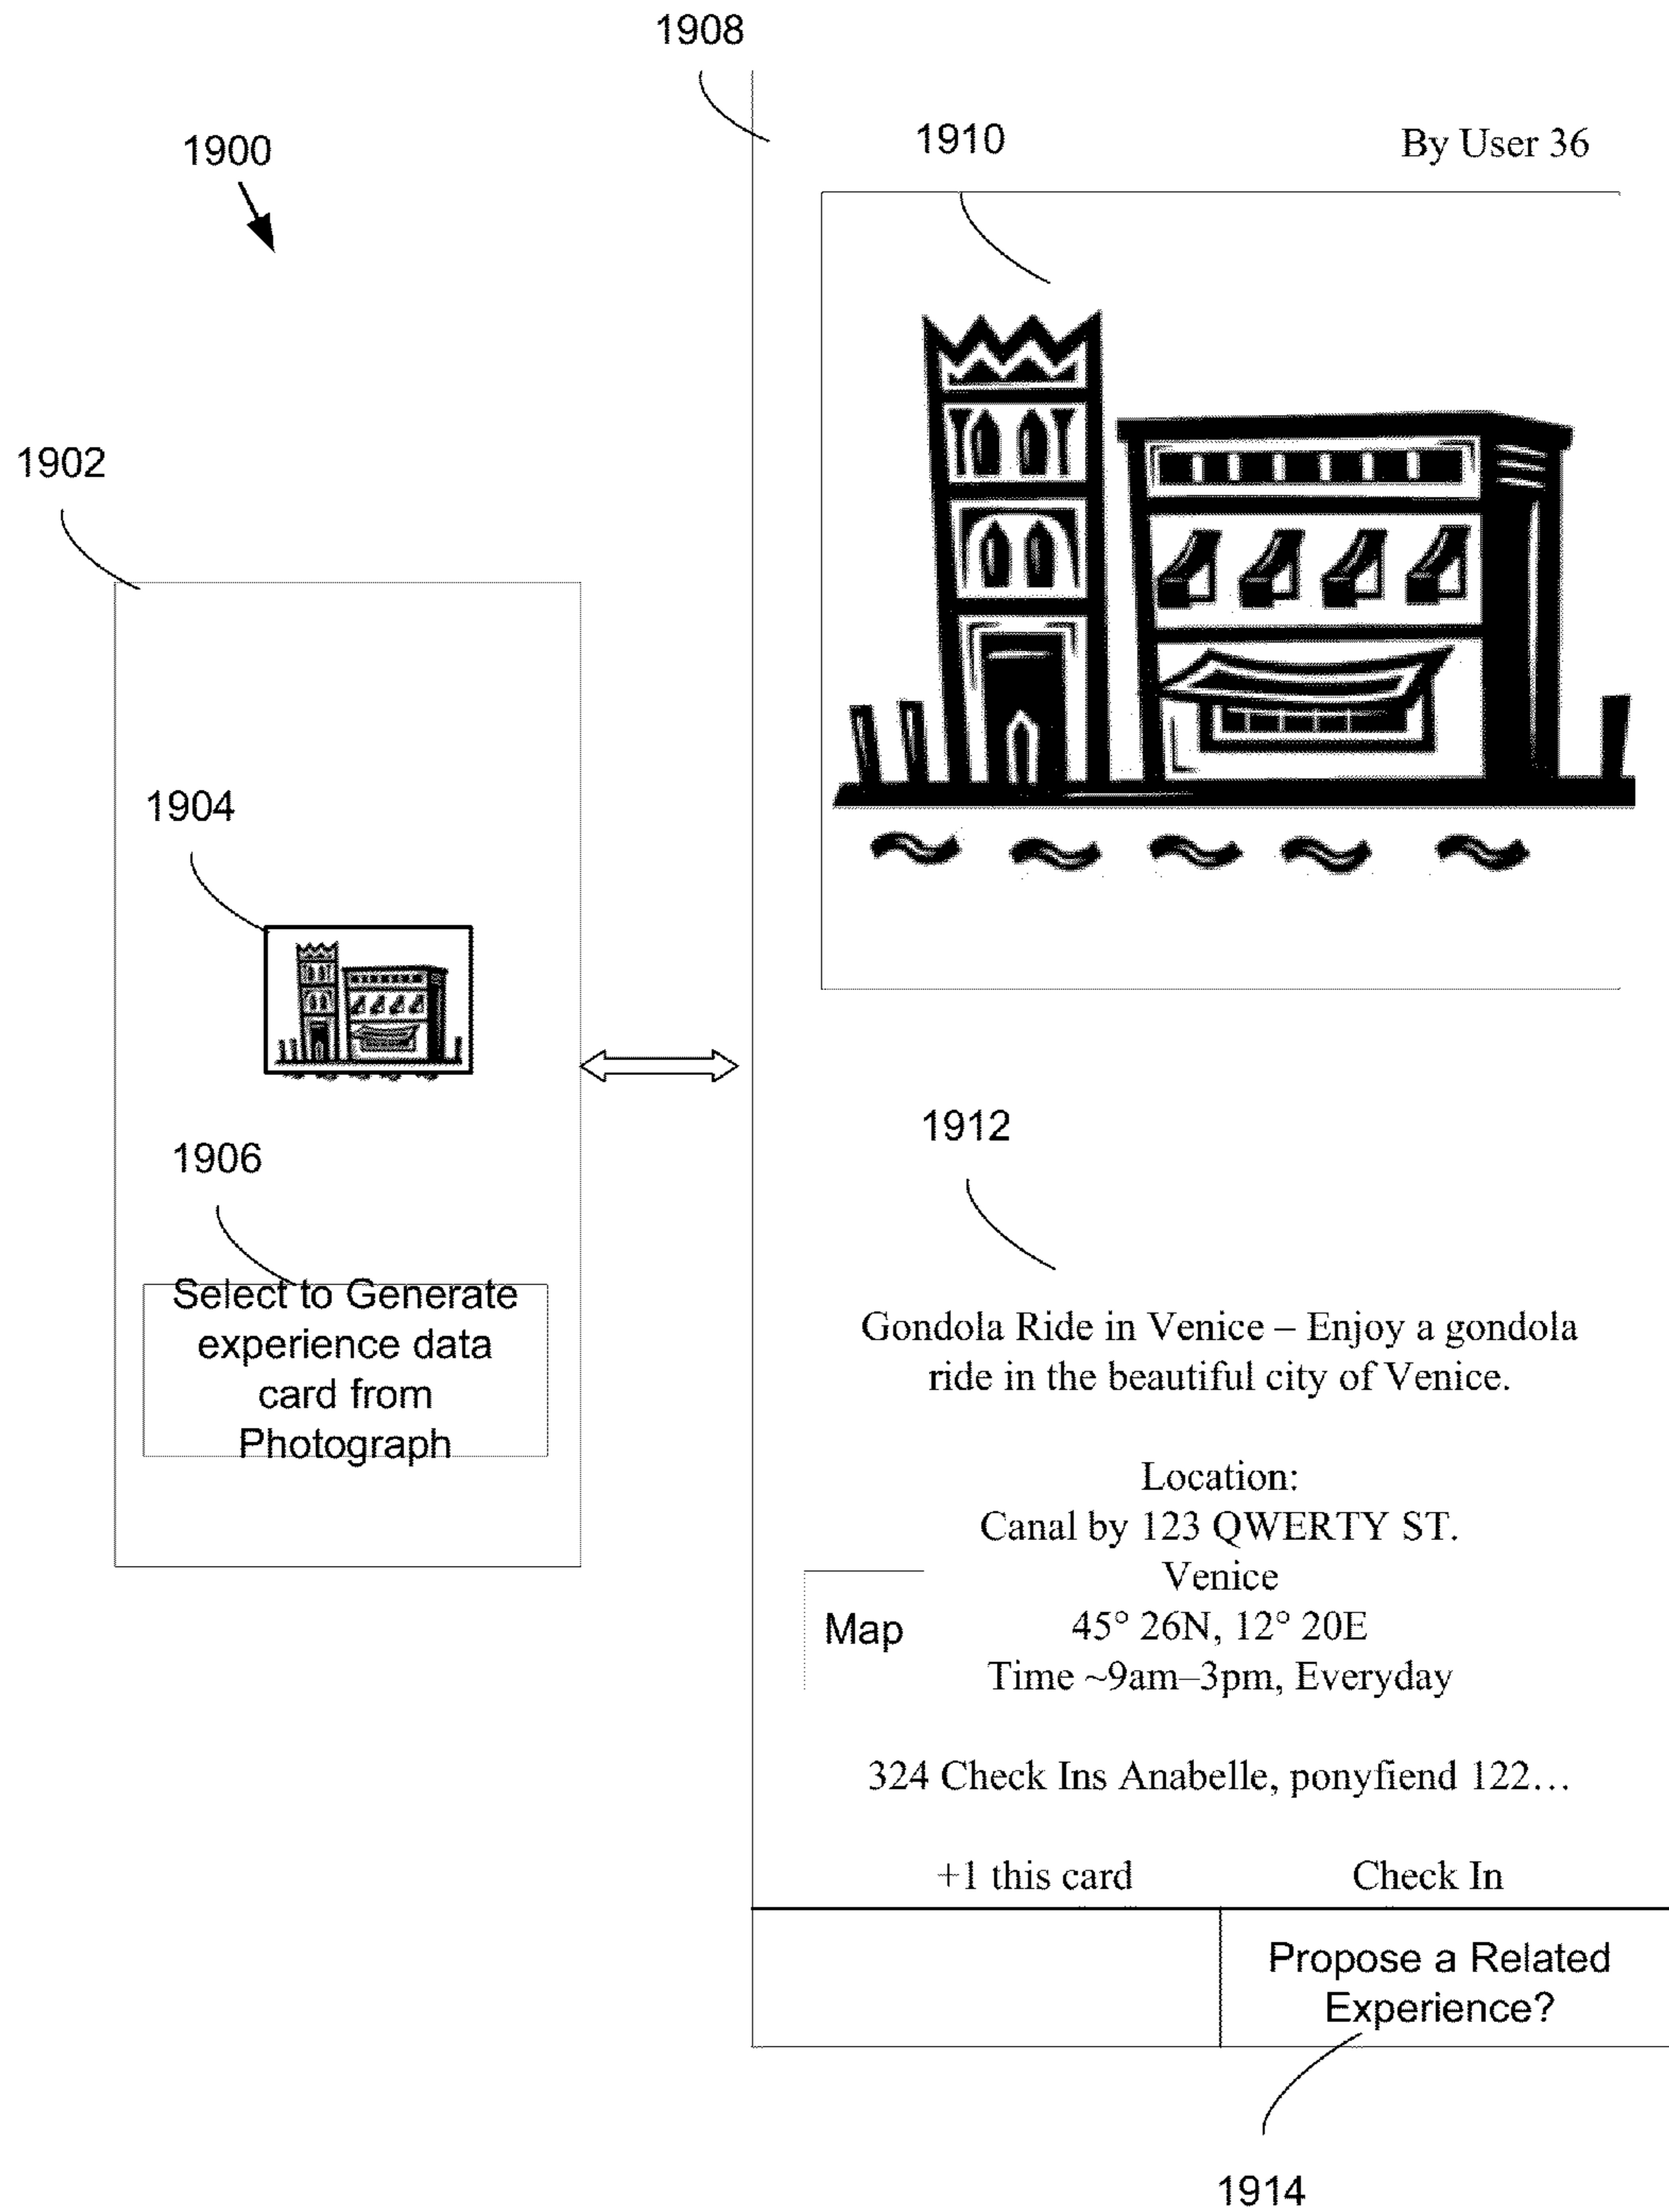 1908
1900
1910
By User 36
1902
1904
1906
Select to Generate
experience data
card from
Photograph
1912
Gondola Ride in Venice – Enjoy a gondola
ride in the beautiful city of Venice.
Location:
Canal by 123 QWERTY ST.
Venice
Map
45° 26N, 12° 20E
Time ~9am–3pm, Everyday
324 Check Ins Anabelle, ponyfiend 122…
+1 this card
Check In
Propose a Related
Experience?
1914